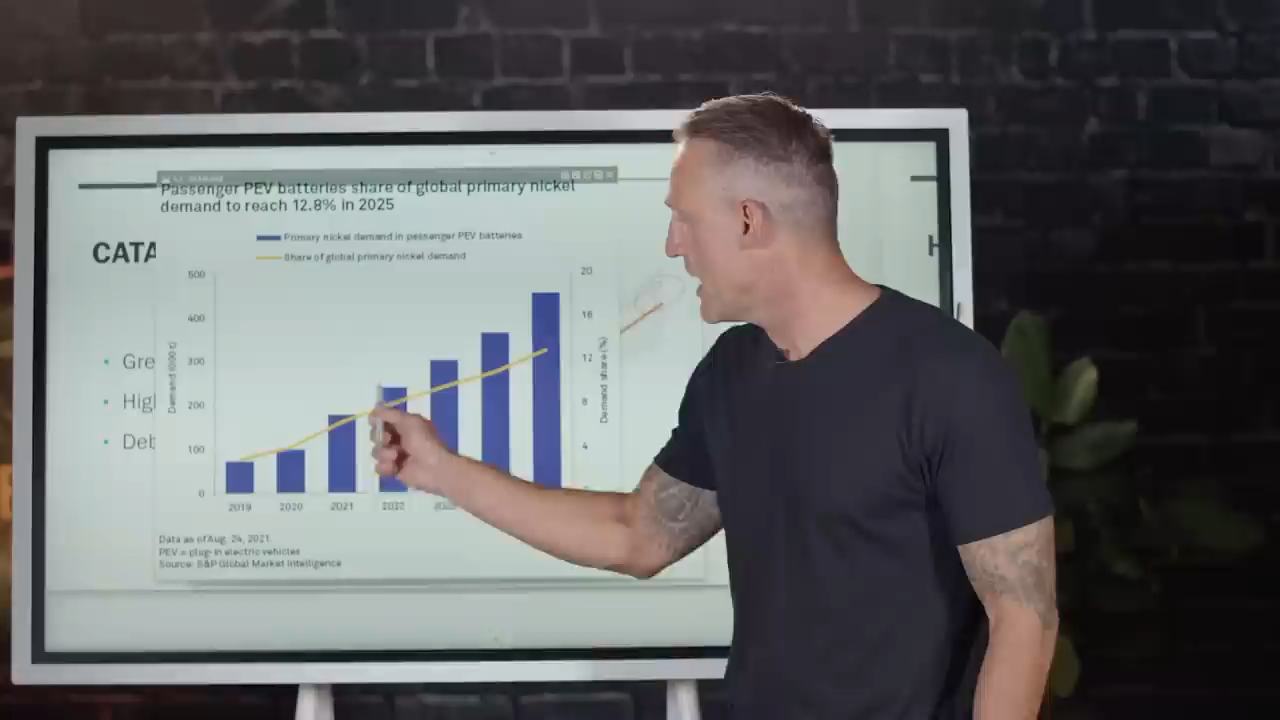 Passenger PEV batteries share of global primary nickel
demand to reach 12.8% in 2025
CATA
H
Primary nickel demand in passenger PEV batteries
Share of global primary nickel demand
500
400
300
200
100
0
Demand (000 t)
20
16
12
8
4
Demand share (%)
Gre
High
Deb
2019
2020
2021
2022
Data as of Aug. 24, 2021.
PEV = plug-in electric vehicles
Source: S&P Global Market Intelligence